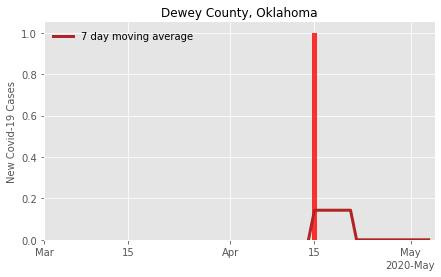 Dewey County, Oklahoma
7 day moving average
New Covid-19 Cases
1.0
0.8
0.6
0.4
0.2
0.0
Mar 15 Apr 15 May
2020-May